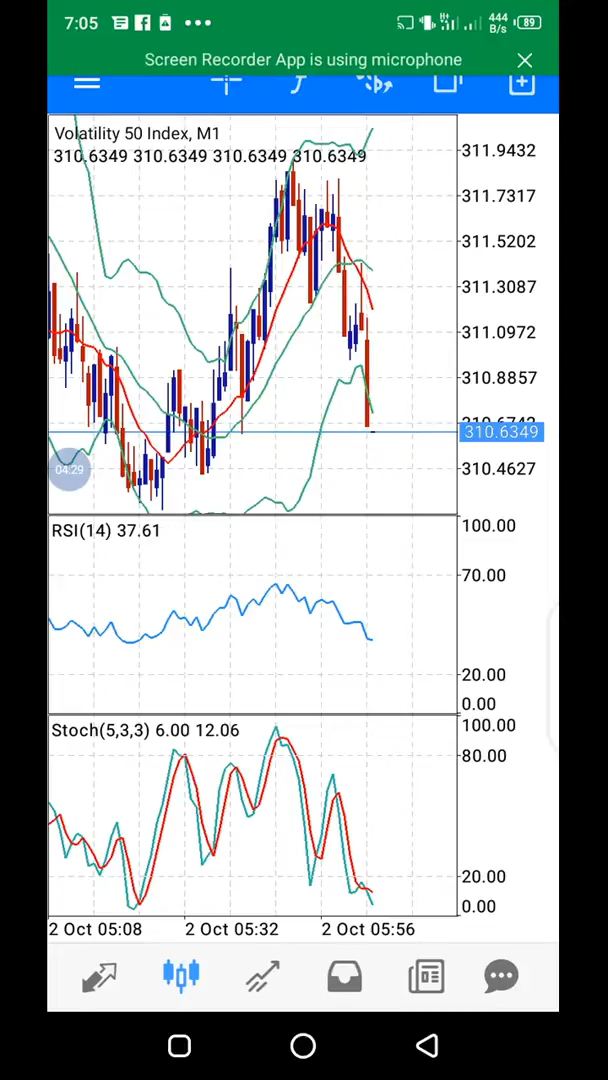 7:05
444 B/s
89
Screen Recorder App is using microphone
Volatility 50 Index, M1
310.6349 310.6349 310.6349 310.6349
311.9432
311.7317
311.5202
311.3087
311.0972
310.8857
310.6349
310.4627
04:29
RSI(14) 37.61
100.00
70.00
20.00
0.00
Stoch(5,3,3) 6.00 12.06
100.00
80.00
20.00
0.00
2 Oct 05:08
2 Oct 05:32
2 Oct 05:56